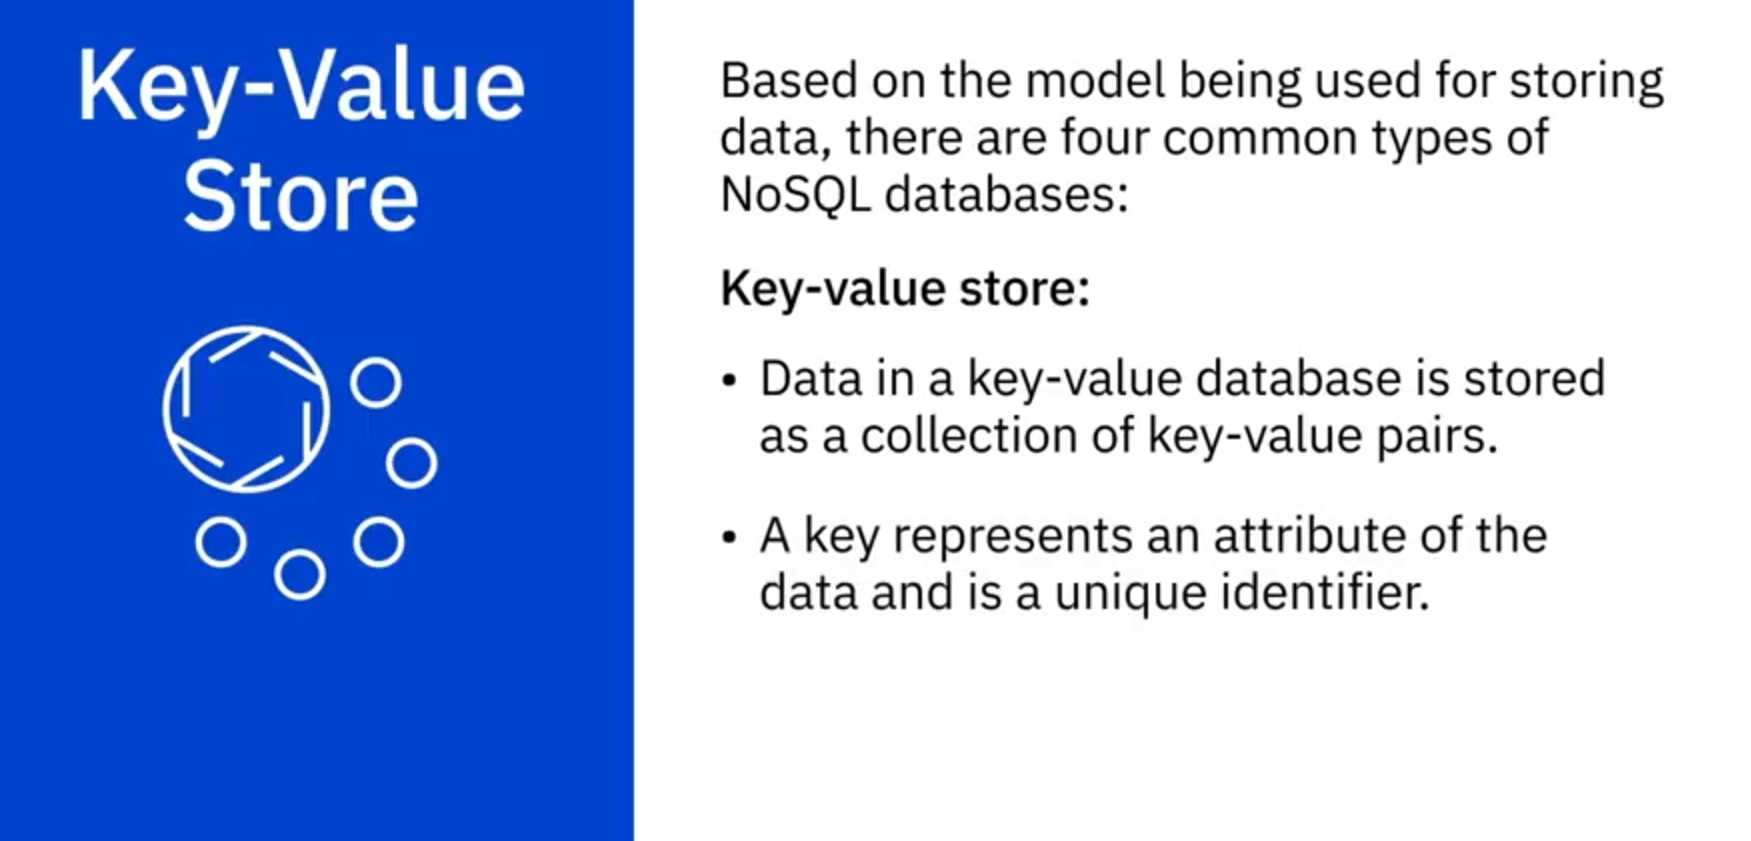 Key-Value
Store
Based on the model being used for storing
data, there are four common types of
NoSQL databases:
Key-value store:
• Data in a key-value database is stored
as a collection of key-value pairs.
• A key represents an attribute of the
data and is a unique identifier.